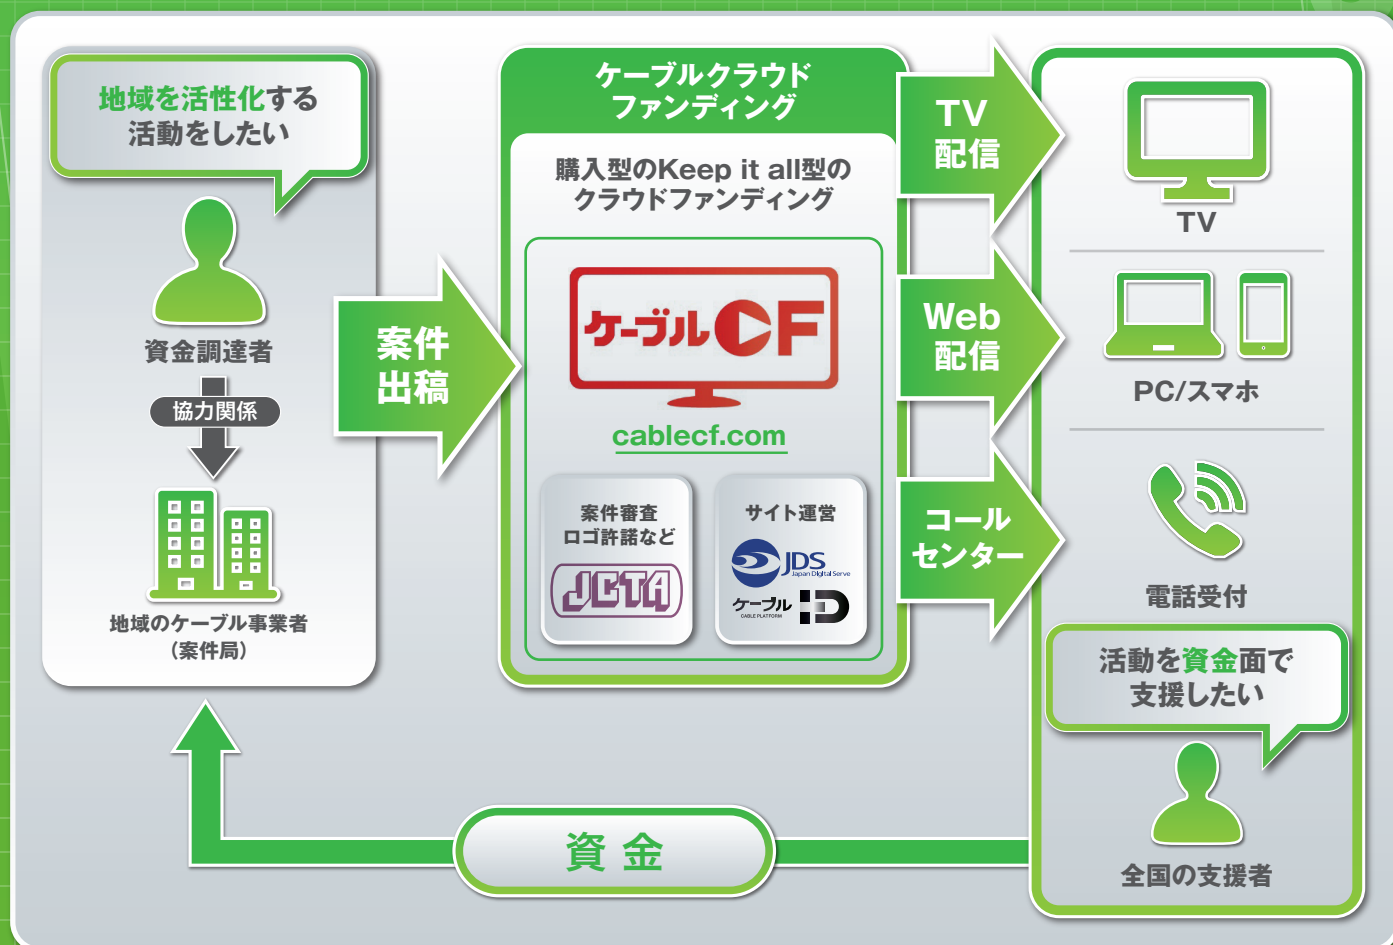 地域を活性化する
活動をしたい
資金調達者
協力関係
地域のケーブル事業者
（案件局）
案件
出稿
ケーブルクラウド
ファンディング
購入型のKeep it all型の
クラウドファンディング
ケーブルCF
cablecf.com
案件審査
ロゴ許諾など
JCTA
サイト運営
JDS
Japan Digital Serve
ケーブル ID
CABLE PLATFORM
TV
配信
Web
配信
コール
センター
TV
PC/スマホ
電話受付
活動を資金面で
支援したい
全国の支援者
資金